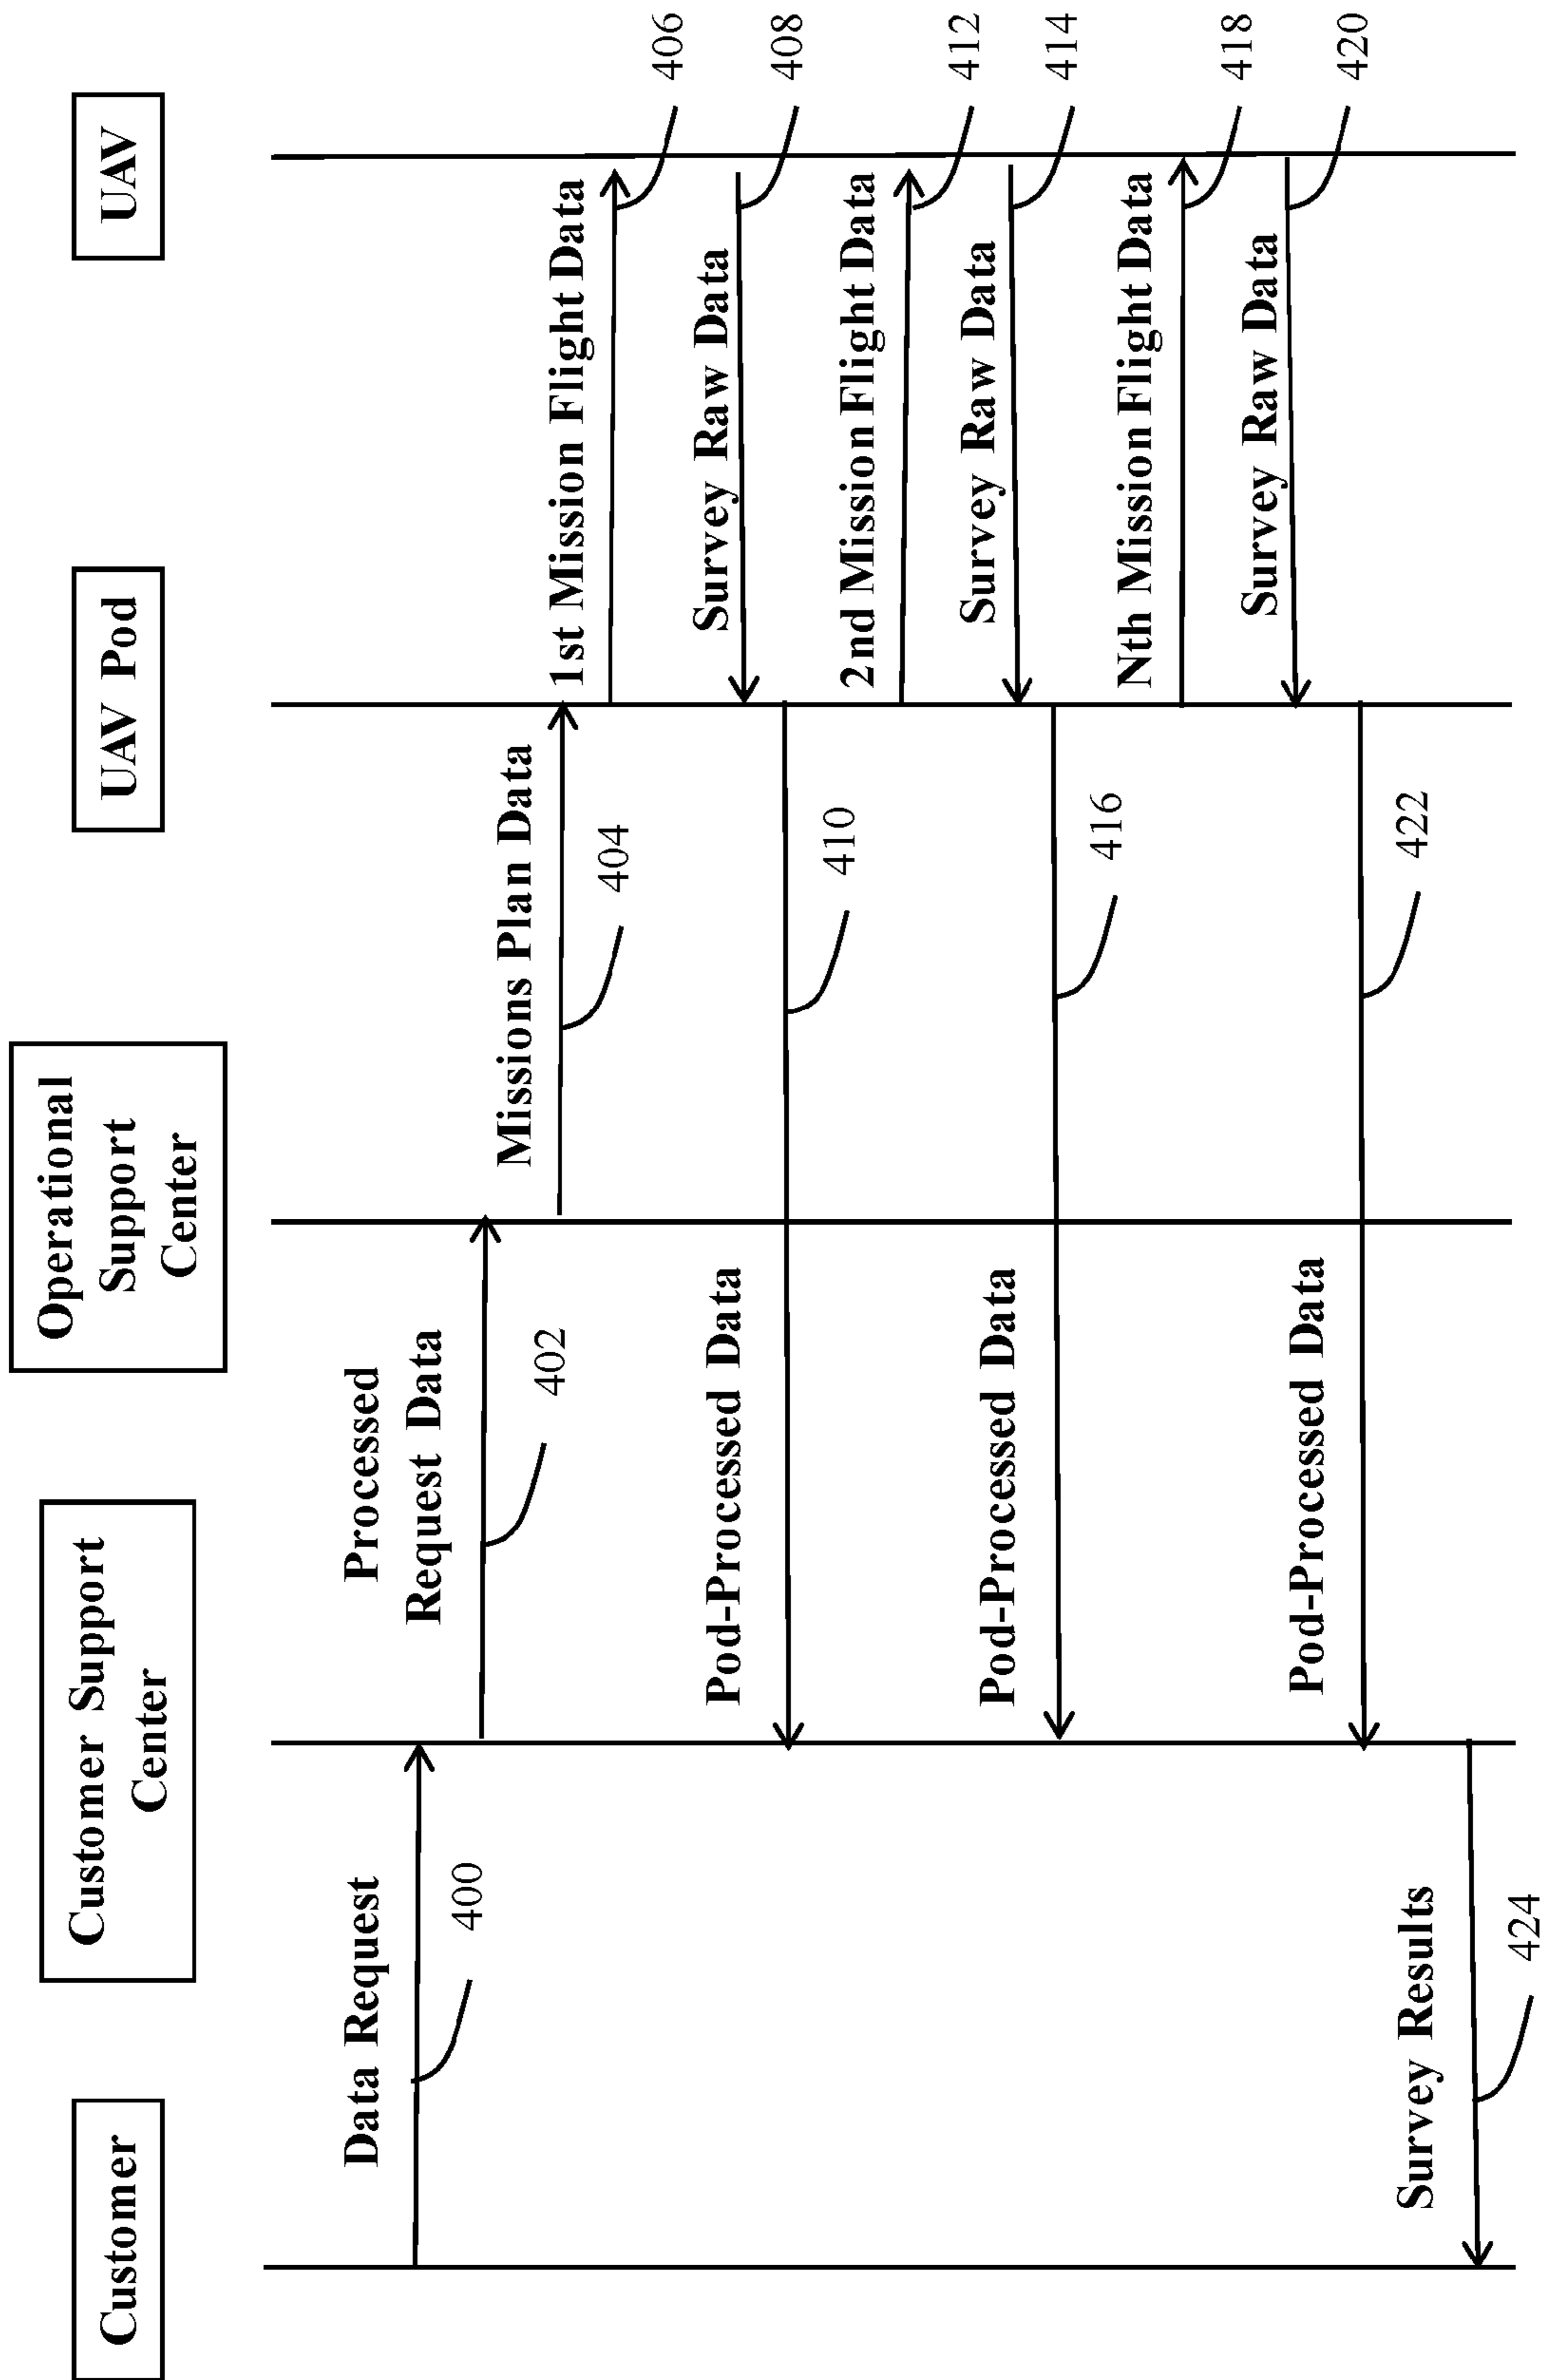 Customer
Customer Support
Center
Operational
Support
Center
UAV Pod
UAV
Data Request
400
Processed
Request Data
402
Missions Plan Data
404
1st Mission Flight Data
406
Survey Raw Data
408
Pod-Processed Data
410
2nd Mission Flight Data
412
Survey Raw Data
414
Pod-Processed Data
416
Nth Mission Flight Data
418
Survey Raw Data
420
Pod-Processed Data
422
Survey Results
424